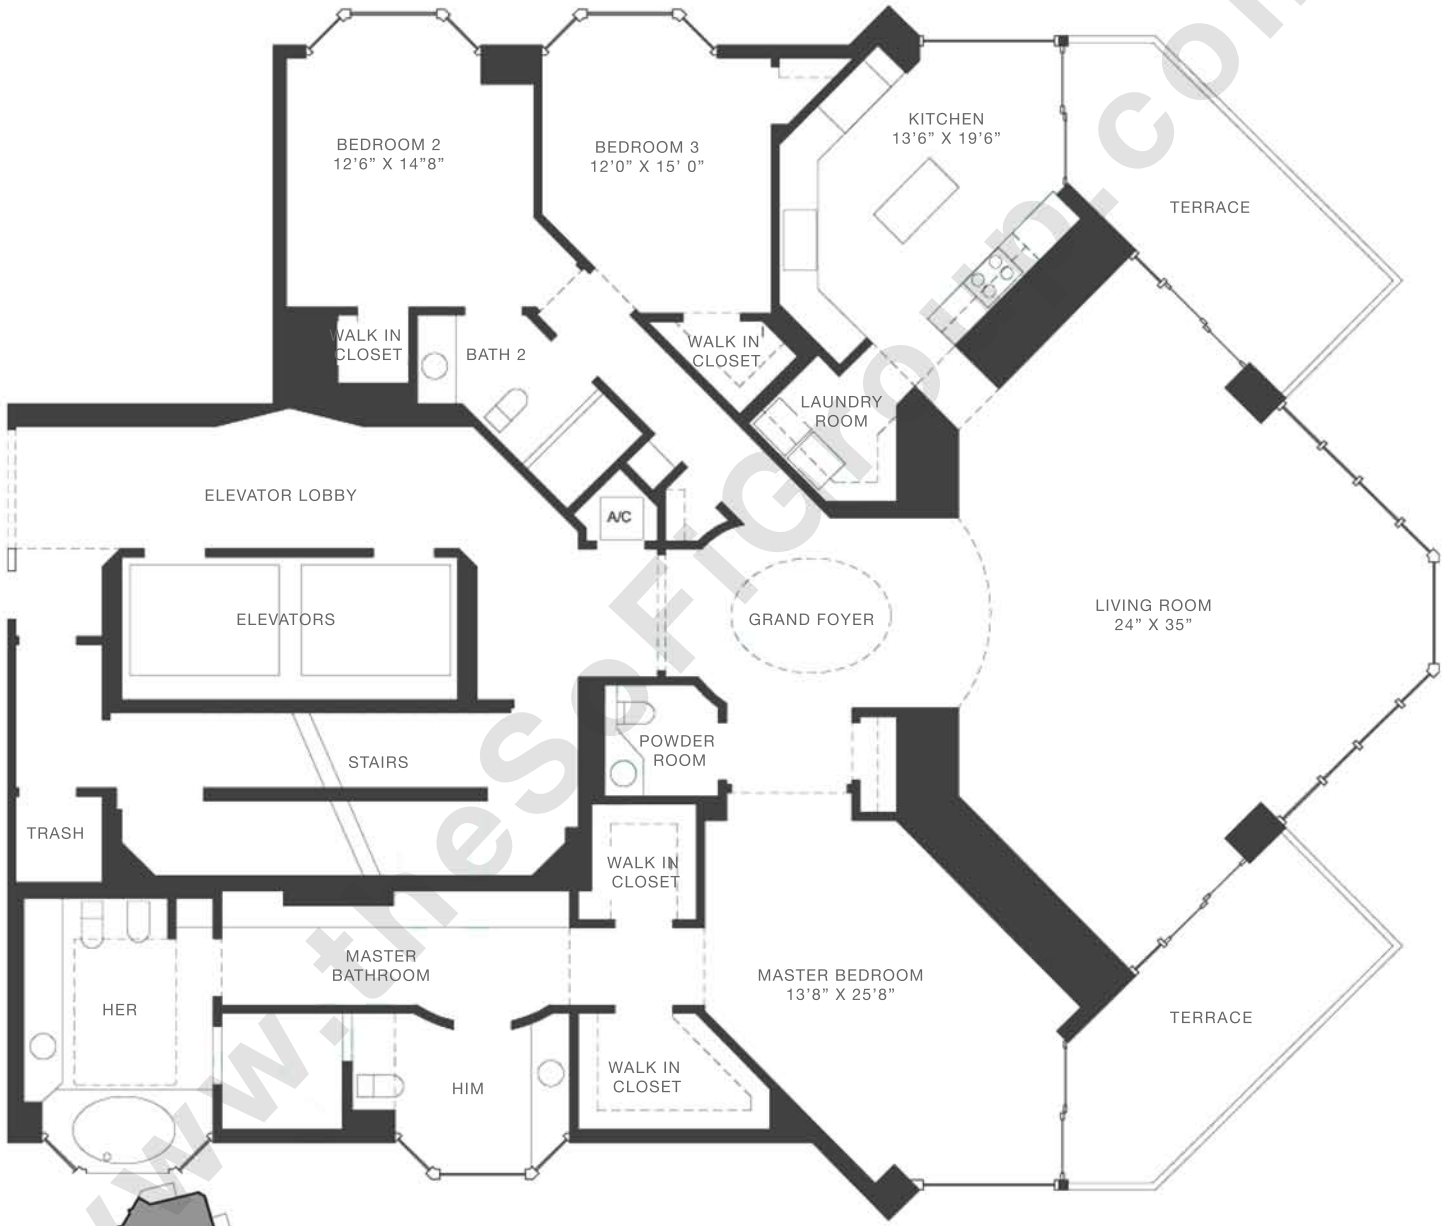 BEDROOM 2
12’6” X 14”8”
BEDROOM 3
12’0” X 15’ 0”
KITCHEN
13’6” X 19’6”
TERRACE
WALK IN
CLOSET
BATH 2
WALK IN
CLOSET
LAUNDRY
ROOM
ELEVATOR LOBBY
A/C
ELEVATORS
GRAND FOYER
LIVING ROOM
24” X 35”
POWDER
ROOM
STAIRS
TRASH
WALK IN
CLOSET
MASTER
BATHROOM
MASTER BEDROOM
13’8” X 25’8”
HER
TERRACE
WALK IN
CLOSET
HIM
www.theSoFlGroup.com